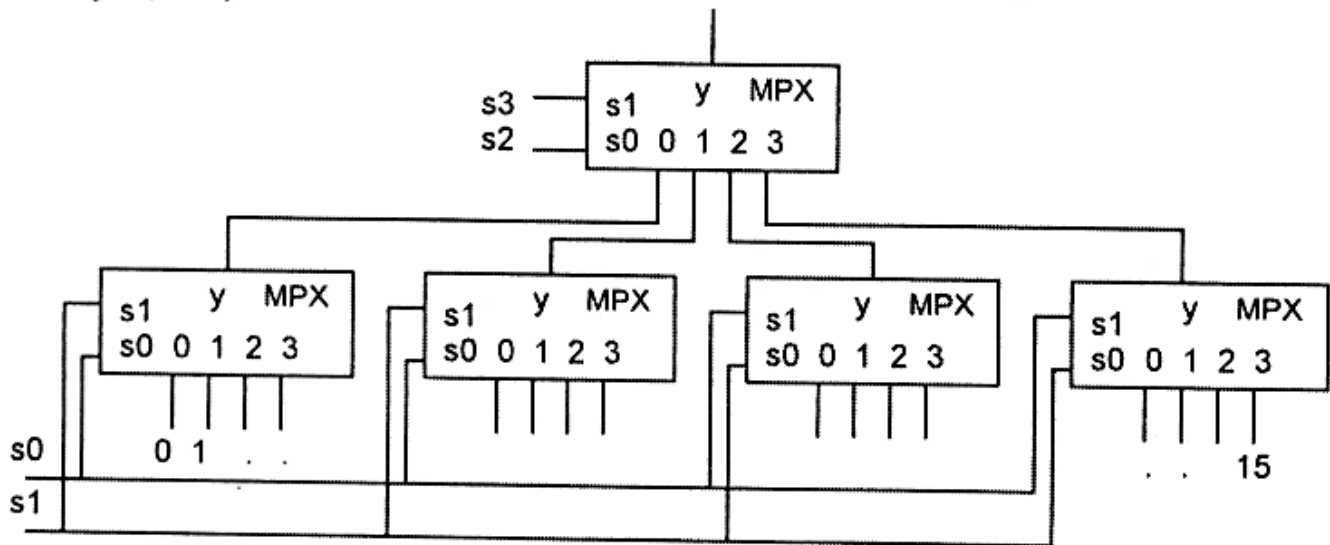 y MPX
s3 s1
s2 s0 0 1 2 3
y MPX y MPX y MPX y MPX
s1 s1 s1 s1
s0 0 1 2 3 s0 0 1 2 3 s0 0 1 2 3 s0 0 1 2 3
s0 0 1 . . . . 15
s1